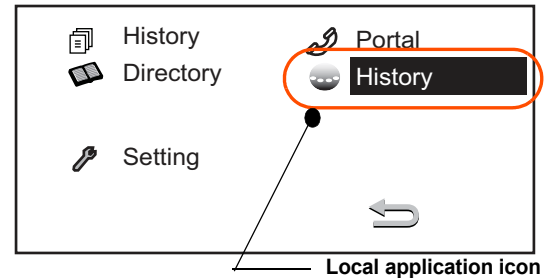 History
Portal
Directory
History
Setting
Local application icon